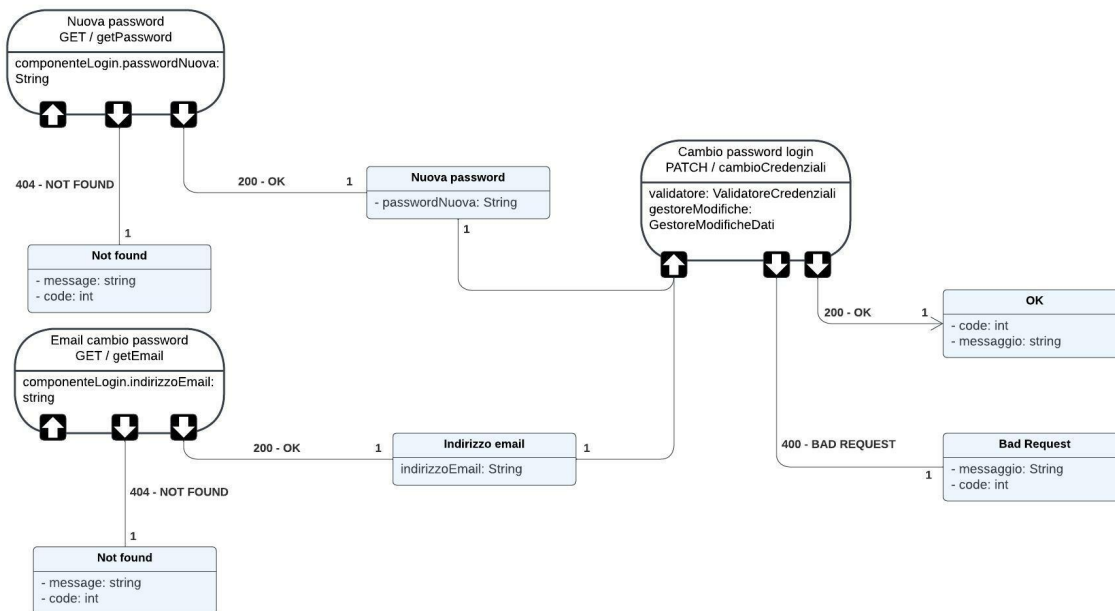 Nuova password
GET / getPassword
componenteLogin.passwordNuova:
String
404 - NOT FOUND
200 - OK
1
Nuova password
- passwordNuova: String
1
1
Not found
- message: string
- code: int
Cambio password login
PATCH / cambioCredenziali
validatore: ValidatoreCredenziali
gestoreModifiche:
GestoreModificheDati
200 - OK
1
OK
- code: int
- messaggio: string
400 - BAD REQUEST
1
Bad Request
- messaggio: String
- code: int
Email cambio password
GET / getEmail
componenteLogin.indirizzoEmail:
string
200 - OK
1
Indirizzo email
indirizzoEmail: String
1
404 - NOT FOUND
1
Not found
- message: string
- code: int